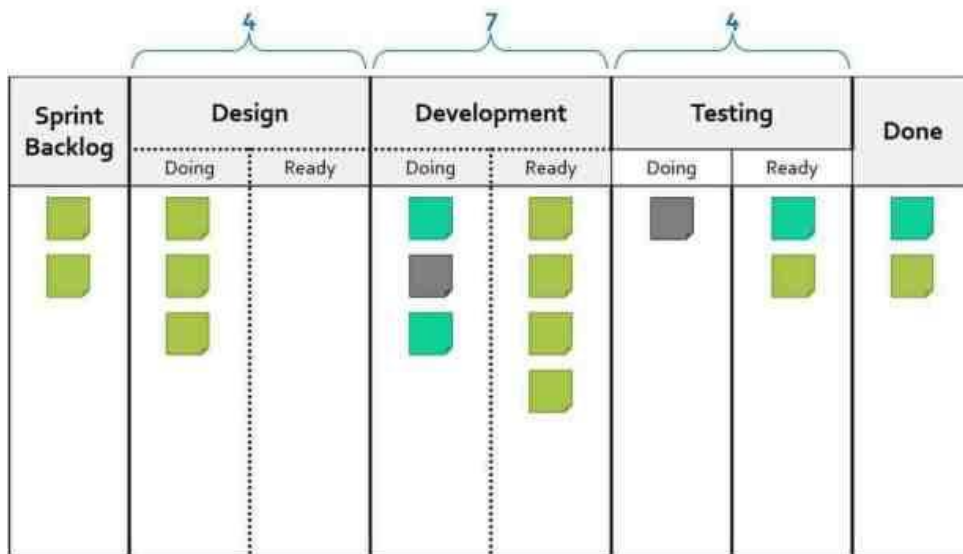 4
7
4
Sprint
Backlog
Design
Development
Testing
Done
Doing
Ready
Doing
Ready
Doing
Ready